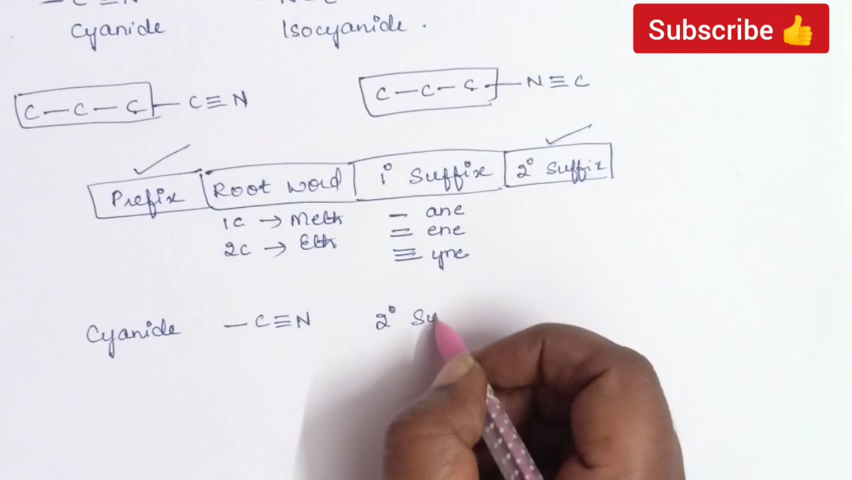 Subscribe 👍
— C≡N
Cyanide Isocyanide.
C — C — C — C≡N C — C — C — N≡C
Prefix Root word 1° Suffix 2° Suffix
1C → Meth — ane
2C → Eth = ene
≡ yne
Cyanide — C≡N 2° Su